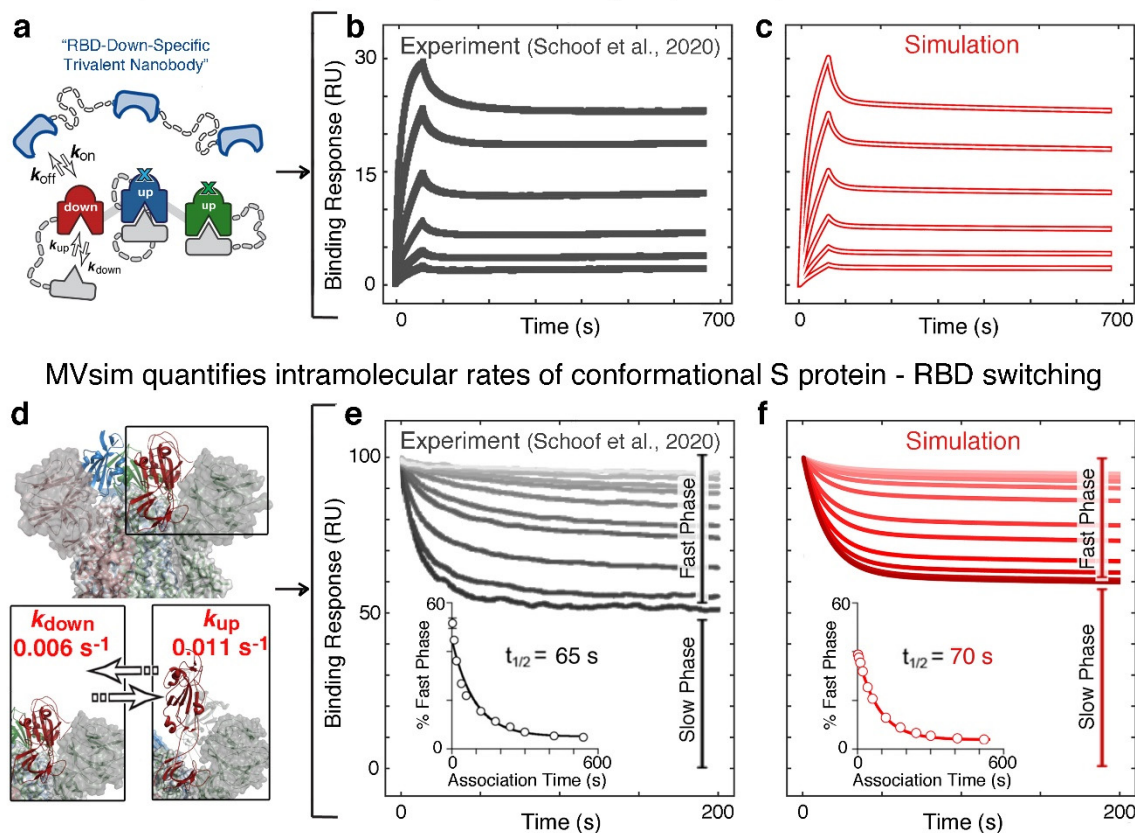 a
“RBD-Down-Specific
Trivalent Nanobody”
kon
koff
down
X
up
X
up
kup
kdown
b
Experiment (Schoof et al., 2020)
Binding Response (RU)
30
15
0
0
700
Time (s)
c
Simulation
0
700
Time (s)
MVsim quantifies intramolecular rates of conformational S protein - RBD switching
d
kdown
0.006 s-1
kup
0.011 s-1
e
Experiment (Schoof et al., 2020)
Binding Response (RU)
100
50
0
Fast Phase
Slow Phase
60
% Fast Phase
0
t1/2 = 65 s
600
Association Time (s)
0
200
Time (s)
f
Simulation
Fast Phase
Slow Phase
60
% Fast Phase
0
t1/2 = 70 s
600
Association Time (s)
0
200
Time (s)